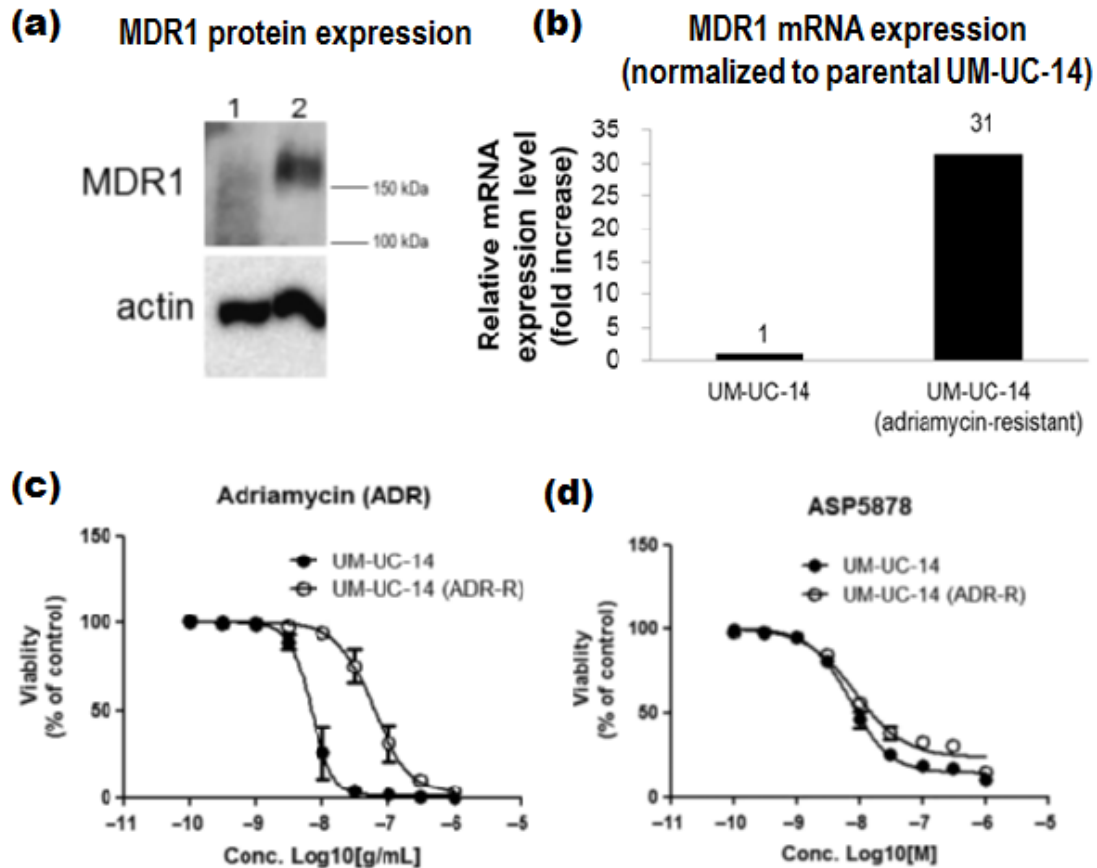 (a) MDR1 protein expression
1 2
MDR1
150 kDa
100 kDa
actin
(b) MDR1 mRNA expression
(normalized to parental UM-UC-14)
Relative mRNA
expression level
(fold increase)
35
30
25
20
15
10
5
0
1
31
UM-UC-14
UM-UC-14
(adriamycin-resistant)
(c) Adriamycin (ADR)
Viablity
(% of control)
150
100
50
0
UM-UC-14
UM-UC-14 (ADR-R)
–11 –10 –9 –8 –7 –6 –5
Conc. Log10[g/mL]
(d) ASP5878
Viablity
(% of control)
150
100
50
0
UM-UC-14
UM-UC-14 (ADR-R)
–11 –10 –9 –8 –7 –6 –5
Conc. Log10[M]